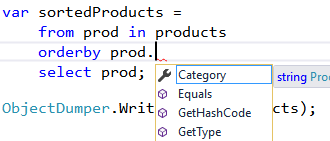 var sortedProducts =
from prod in products
orderby prod.
select prod;
Category
string Pro
Equals
GetHashCode
GetType
ObjectDumper.Writ
cts);